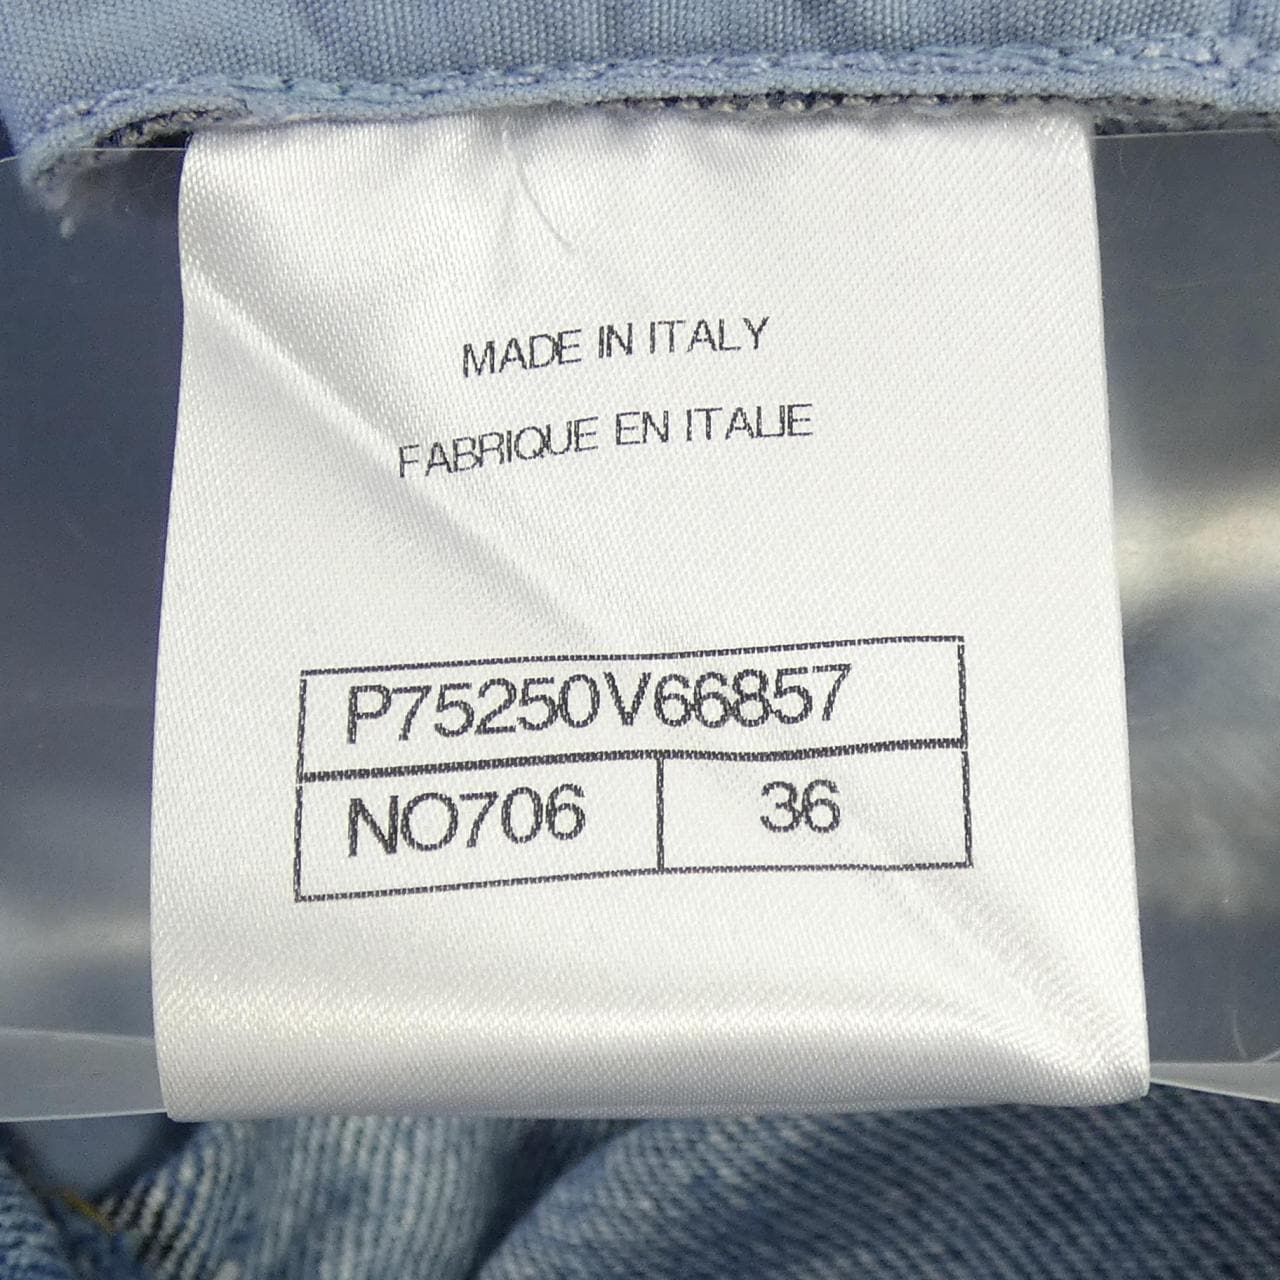 MADE IN ITALY
FABRIQUE EN ITALIE
P75250V66857
NO706 36